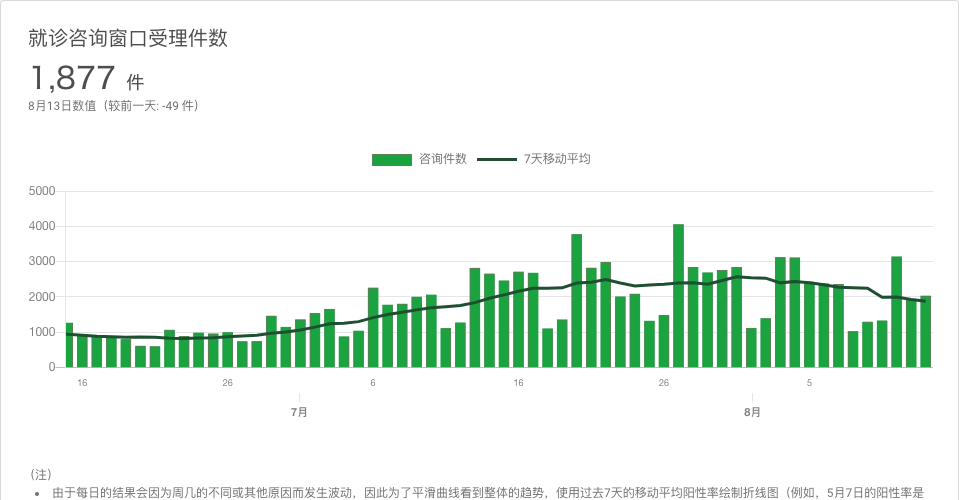 就诊咨询窗口受理件数
1,877 件
8月13日数值（较前一天: -49 件）
咨询件数 7天移动平均
5000
4000
3000
2000
1000
0
16 26 6 16 26 5
7月 8月
（注）
• 由于每日的结果会因为周几的不同或其他原因而发生波动，因此为了平滑曲线看到整体的趋势，使用过去7天的移动平均阳性率绘制折线图（例如，5月7日的阳性率是